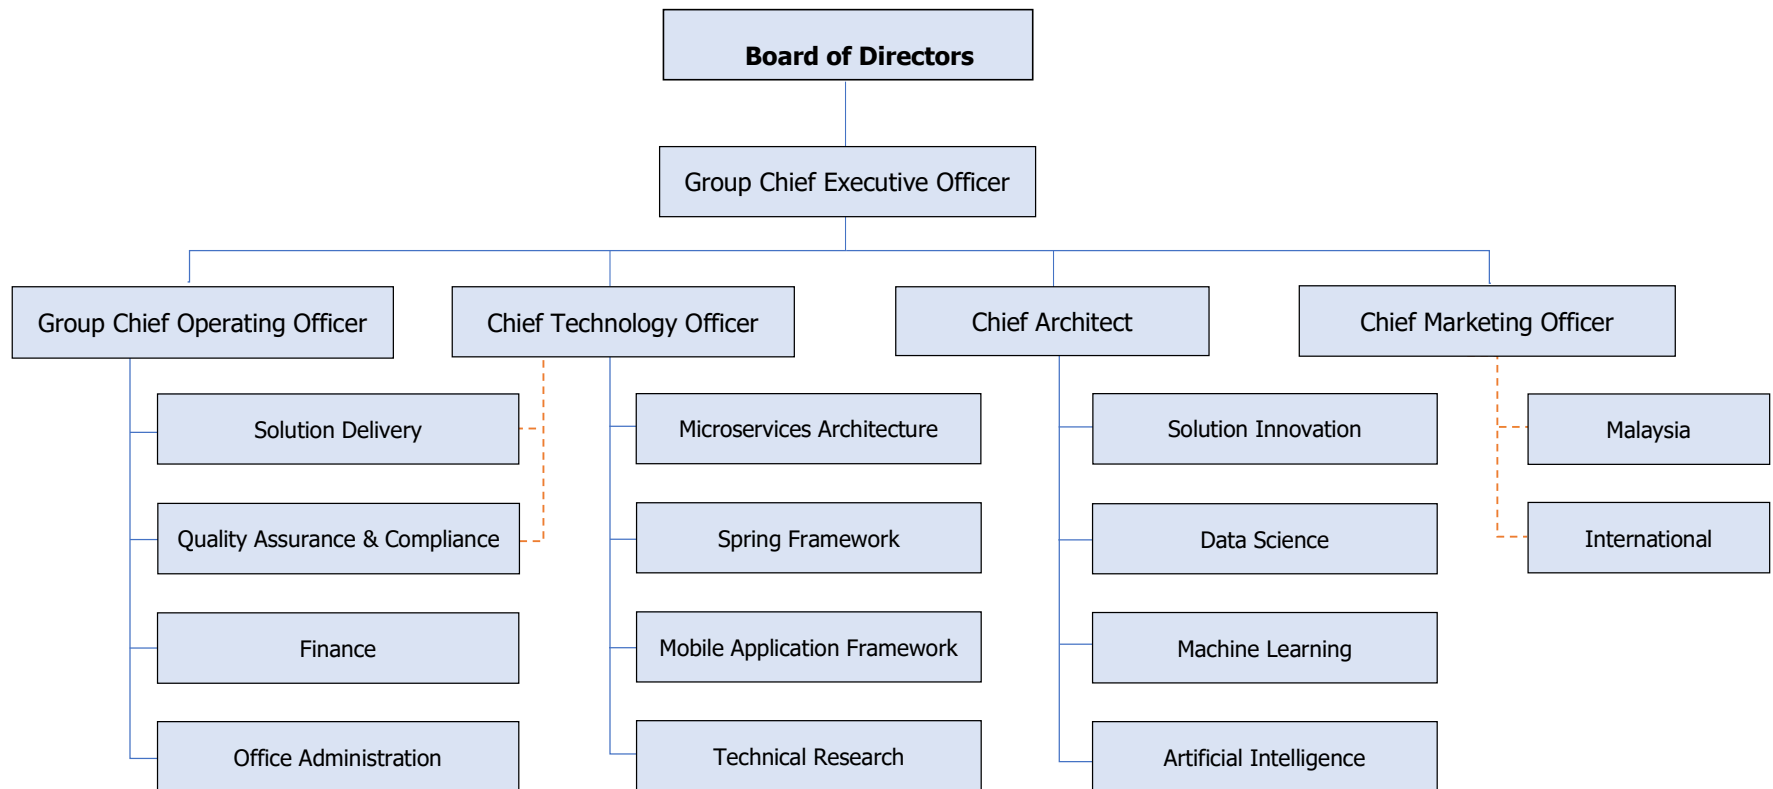 Board of Directors
Group Chief Executive Officer
Group Chief Operating Officer
Chief Technology Officer
Chief Architect
Chief Marketing Officer
Solution Delivery
Microservices Architecture
Solution Innovation
Malaysia
Quality Assurance & Compliance
Spring Framework
Data Science
International
Finance
Mobile Application Framework
Machine Learning
Office Administration
Technical Research
Artificial Intelligence